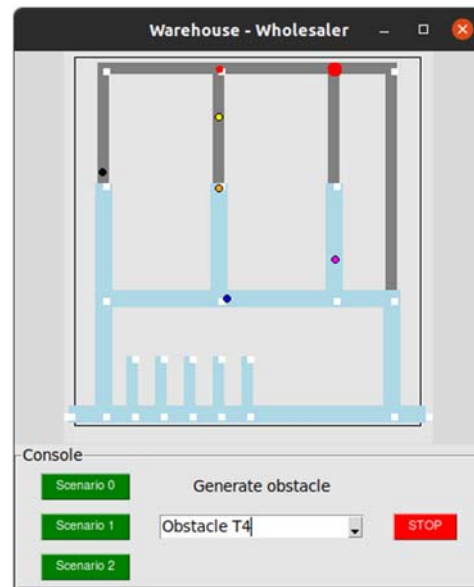 Warehouse - Wholesaler
Console
Scenario 0
Generate obstacle
Scenario 1
Obstacle T4
STOP
Scenario 2